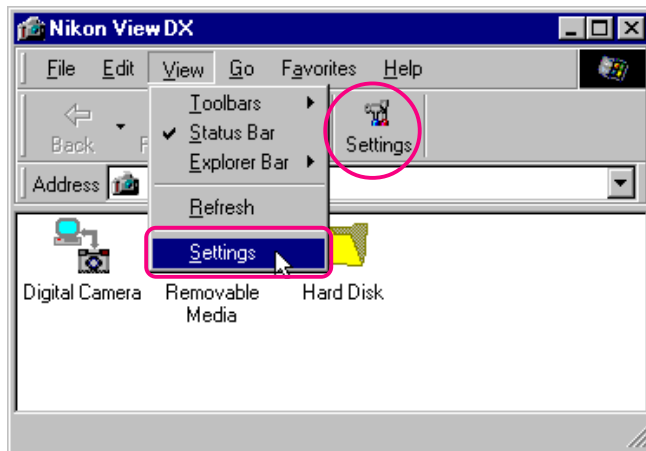 Nikon View DX
File Edit View Go Favorites Help
Back
Toolbars
Status Bar
Explorer Bar
Refresh
Settings
Settings
Address
Digital Camera
Removable
Media
Hard Disk